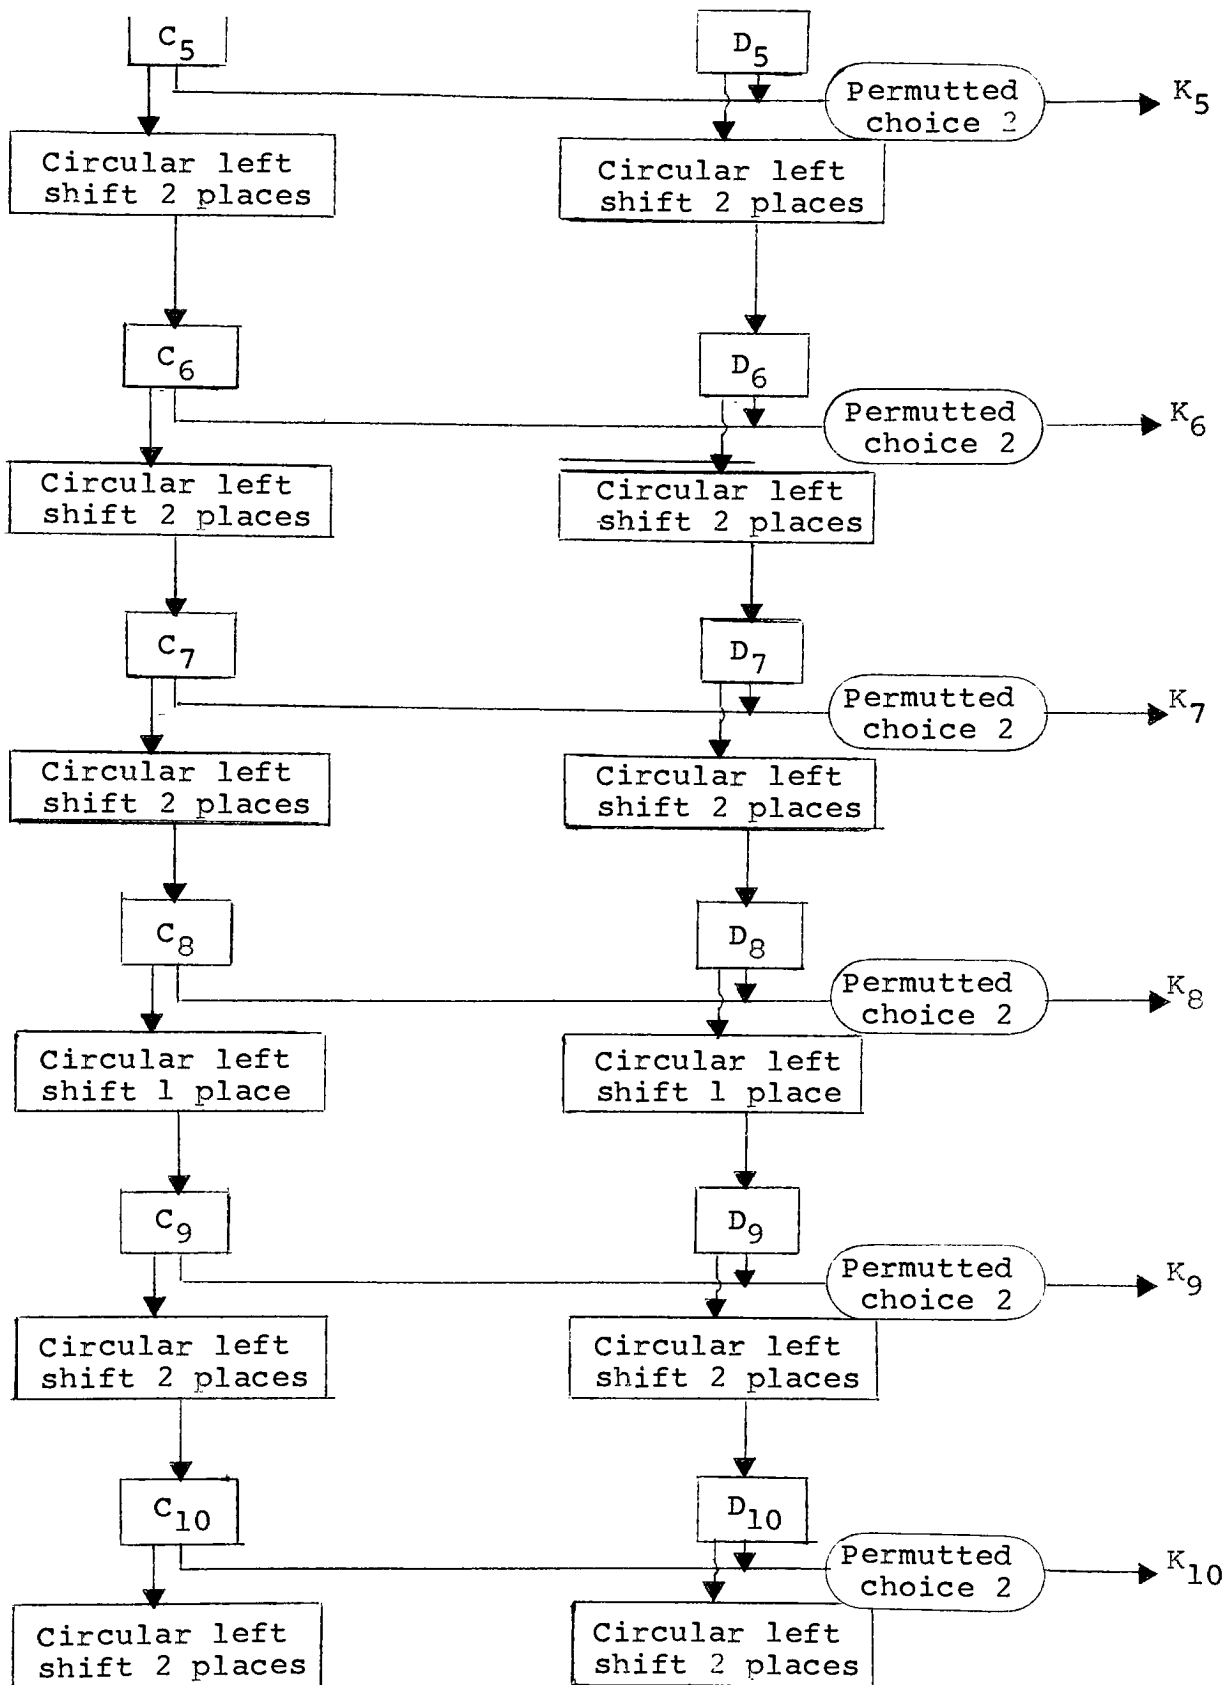 C5
D5
Permutted
choice 2
K5
Circular left
shift 2 places
Circular left
shift 2 places
C6
D6
Permutted
choice 2
K6
Circular left
shift 2 places
Circular left
shift 2 places
C7
D7
Permutted
choice 2
K7
Circular left
shift 2 places
Circular left
shift 2 places
C8
D8
Permutted
choice 2
K8
Circular left
shift 1 place
Circular left
shift 1 place
C9
D9
Permutted
choice 2
K9
Circular left
shift 2 places
Circular left
shift 2 places
C10
D10
Permutted
choice 2
K10
Circular left
shift 2 places
Circular left
shift 2 places